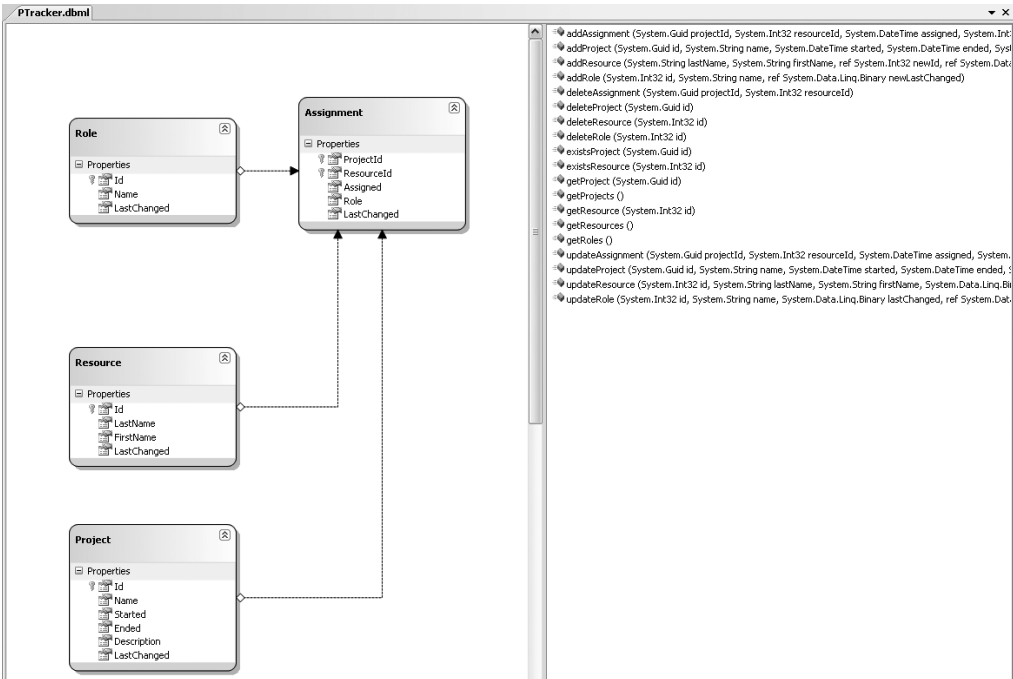 PTracker.dbml
Role
Properties
Id
Name
LastChanged
Assignment
Properties
ProjectId
ResourceId
Assigned
Role
LastChanged
Resource
Properties
Id
LastName
FirstName
LastChanged
Project
Properties
Id
Name
Started
Ended
Description
LastChanged
addAssignment (System.Guid projectId, System.Int32 resourceId, System.DateTime assigned, System.Int
addProject (System.Guid id, System.String name, System.DateTime started, System.DateTime ended, Sys
addResource (System.String lastName, System.String firstName, ref System.Int32 newId, ref System.Data
addRole (System.Int32 id, System.String name, ref System.Data.Linq.Binary newLastChanged)
deleteAssignment (System.Guid projectId, System.Int32 resourceId)
deleteProject (System.Guid id)
deleteResource (System.Int32 id)
deleteRole (System.Int32 id)
existsProject (System.Guid id)
existsResource (System.Int32 id)
getProject (System.Guid id)
getProjects ()
getResource (System.Int32 id)
getResources ()
getRoles ()
updateAssignment (System.Guid projectId, System.Int32 resourceId, System.DateTime assigned, System.
updateProject (System.Guid id, System.String name, System.DateTime started, System.DateTime ended,
updateResource (System.Int32 id, System.String lastName, System.String firstName, System.Data.Linq.Bi
updateRole (System.Int32 id, System.String name, System.Data.Linq.Binary lastChanged, ref System.Dat